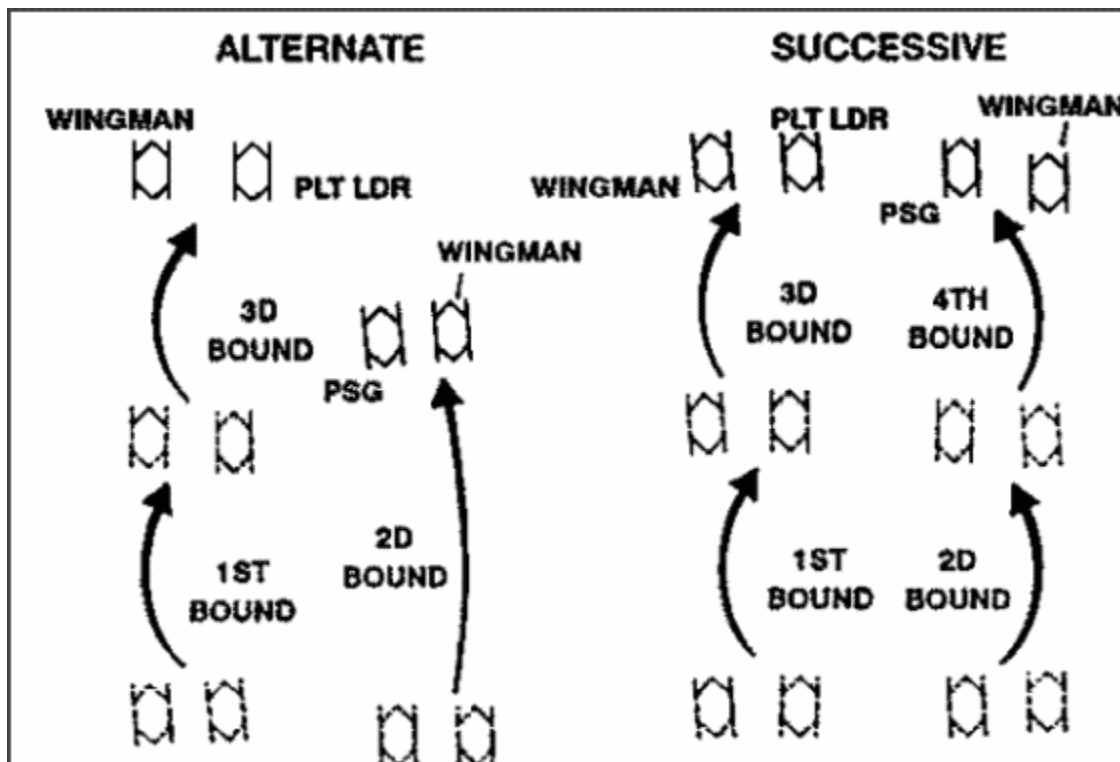 ALTERNATE
WINGMAN
PLT LDR
WINGMAN
3D
BOUND
PSG
2D
BOUND
1ST
BOUND
SUCCESSIVE
WINGMAN
PLT LDR
WINGMAN
PSG
3D
BOUND
4TH
BOUND
1ST
BOUND
2D
BOUND